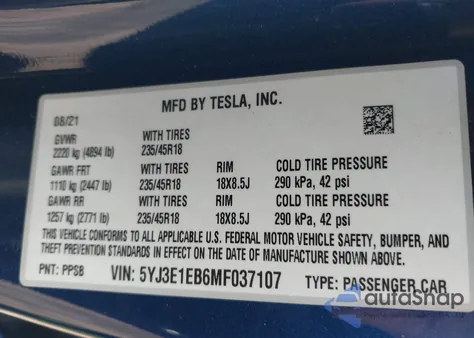 MFD BY TESLA, INC.
08/21
GVWR WITH TIRES
2220 kg (4894 lb) 235/45R18
GAWR FRT WITH TIRES RIM COLD TIRE PRESSURE
1110 kg (2447 lb) 235/45R18 18X8.5J 290 kPa, 42 psi
GAWR RR WITH TIRES RIM COLD TIRE PRESSURE
1257 kg (2771 lb) 235/45R18 18X8.5J 290 kPa, 42 psi
THIS VEHICLE CONFORMS TO ALL APPLICABLE FEDERAL MOTOR VEHICLE SAFETY, BUMPER, AND
THEFT PREVENTION STANDARDS IN EFFECT ON THE DATE OF MANUFACTURE SHOWN ABOVE.
PNT: PPSB VIN: 5YJ3E1EB6MF037107 TYPE: PASSENGER CAR
autoAstap